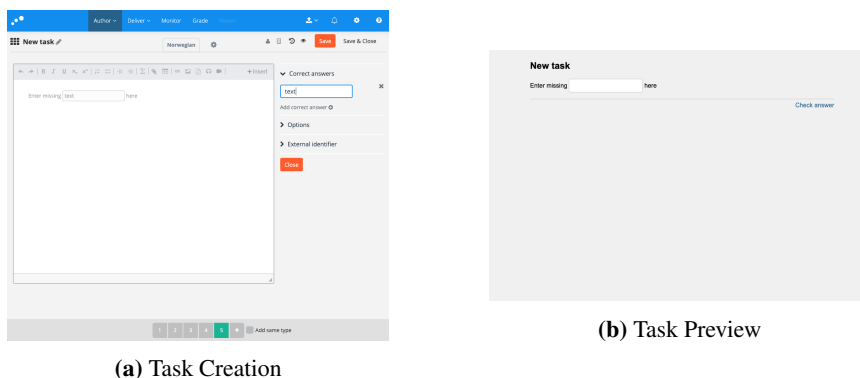 Author Deliver Monitor Grade
New task
Norwegian
Save Save & Close
B I U
+ Insert
Enter missing text here
Correct answers
text
Add correct answer
Options
External identifier
Close
1 2 3 4 5 + Add same type
(a) Task Creation
New task
Enter missing here
Check answer
(b) Task Preview